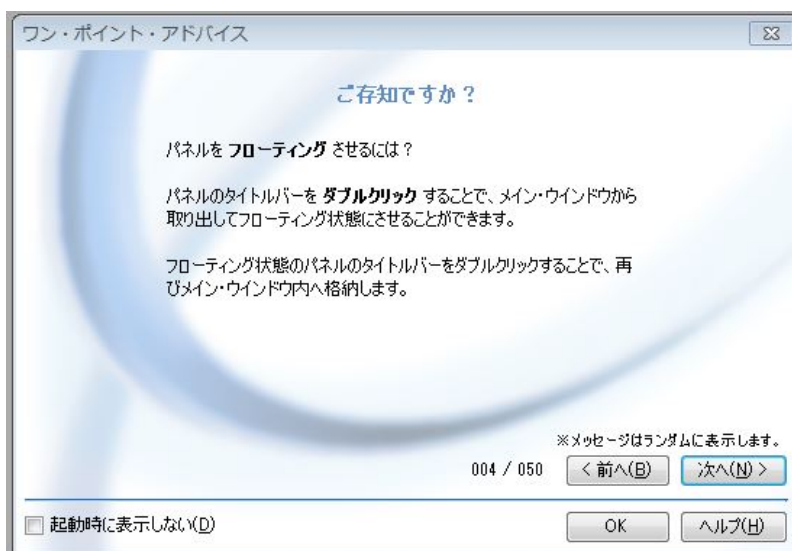 ワン・ポイント・アドバイス
ご存知ですか？
パネルを フローティング させるには？
パネルのタイトルバーを ダブルクリック することで、メイン・ウインドウから
取り出してフローティング状態にさせることができます。
フローティング状態のパネルのタイトルバーをダブルクリックすることで、再
びメイン・ウインドウ内へ格納します。
※メッセージはランダムに表示します。
004 / 050 < 前へ(B) 次へ(N) >
起動時に表示しない(D) OK ヘルプ(H)